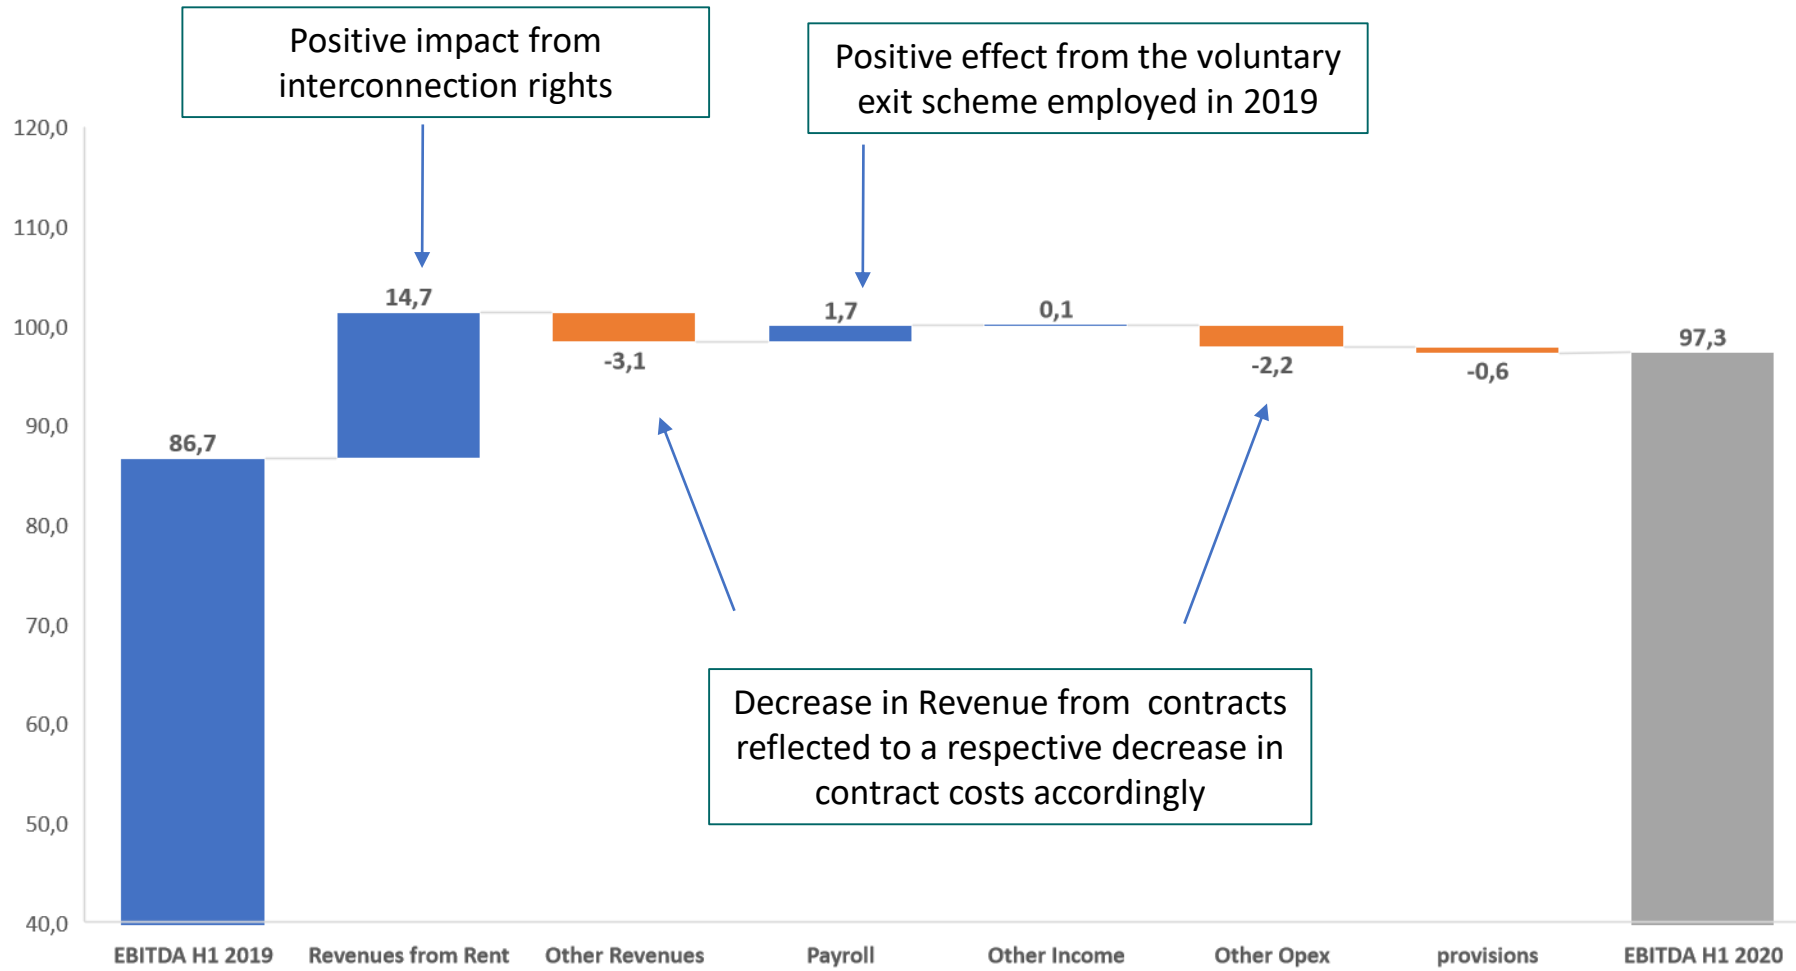 Positive impact from
interconnection rights
Positive effect from the voluntary
exit scheme employed in 2019
120,0
110,0
100,0
90,0
80,0
70,0
60,0
50,0
40,0
86,7
14,7
-3,1
1,7
0,1
-2,2
-0,6
97,3
Decrease in Revenue from contracts
reflected to a respective decrease in
contract costs accordingly
EBITDA H1 2019
Revenues from Rent
Other Revenues
Payroll
Other Income
Other Opex
provisions
EBITDA H1 2020